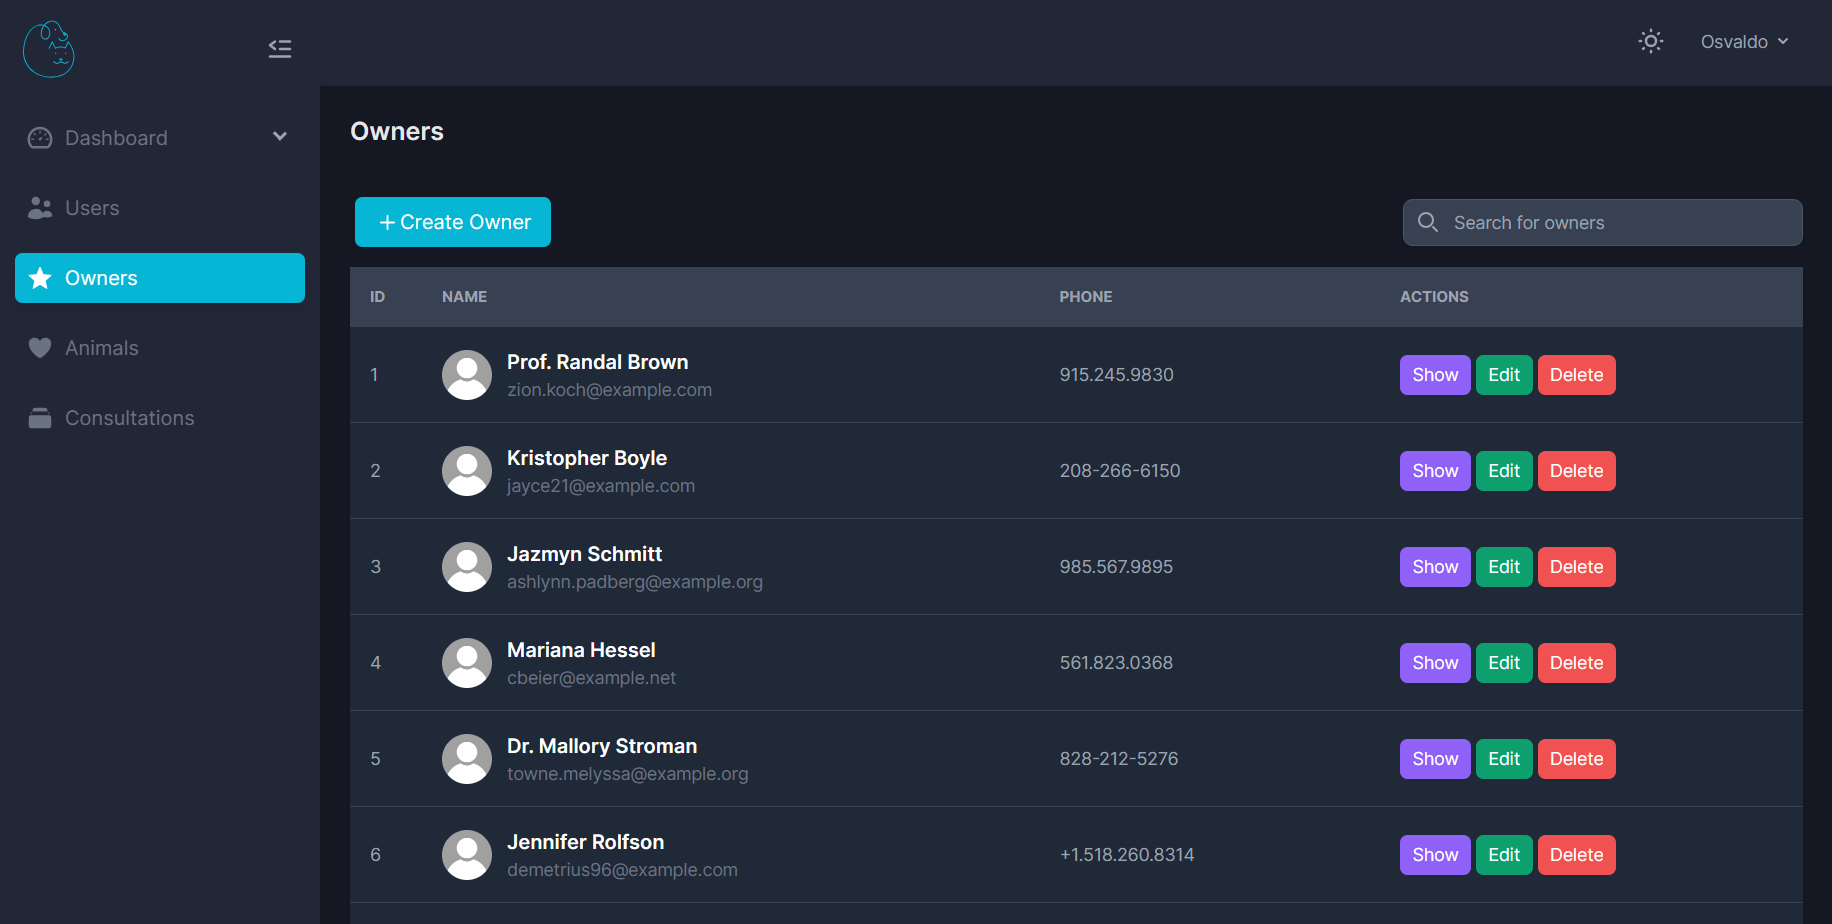 Osvaldo
Dashboard
Users
Owners
Animals
Consultations
Owners
+ Create Owner
Search for owners
ID NAME PHONE ACTIONS
1 Prof. Randal Brown 915.245.9830 Show Edit Delete
zion.koch@example.com
2 Kristopher Boyle 208-266-6150 Show Edit Delete
jayce21@example.com
3 Jazmyn Schmitt 985.567.9895 Show Edit Delete
ashlynn.padberg@example.org
4 Mariana Hessel 561.823.0368 Show Edit Delete
cbeier@example.net
5 Dr. Mallory Stroman 828-212-5276 Show Edit Delete
towne.melyssa@example.org
6 Jennifer Rolfson +1.518.260.8314 Show Edit Delete
demetrius96@example.com